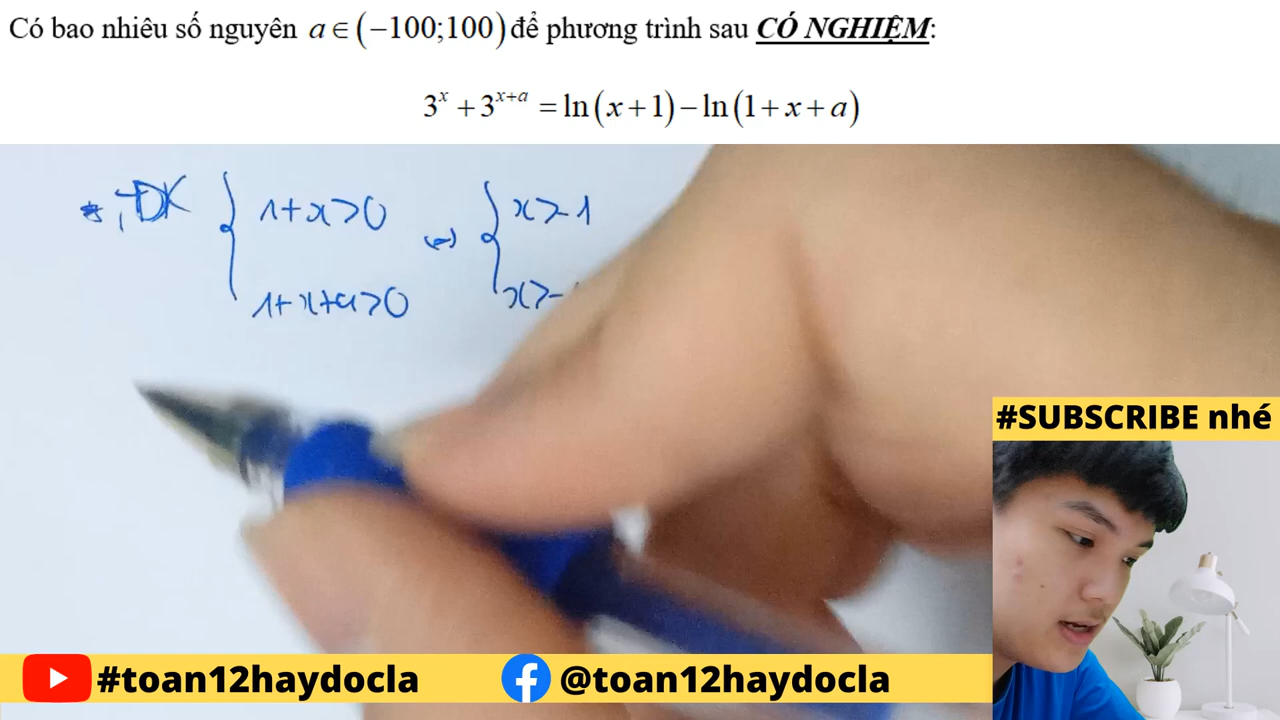 Có bao nhiêu số nguyên a ∈ (−100;100) để phương trình sau CÓ NGHIỆM:
3^x + 3^{x+a} = ln(x+1) − ln(1+x+a)
* ĐK { 1+x>0 ⇔ { x>-1
1+x+a>0 x>-
#SUBSCRIBE nhé
#toan12haydocla @toan12haydocla